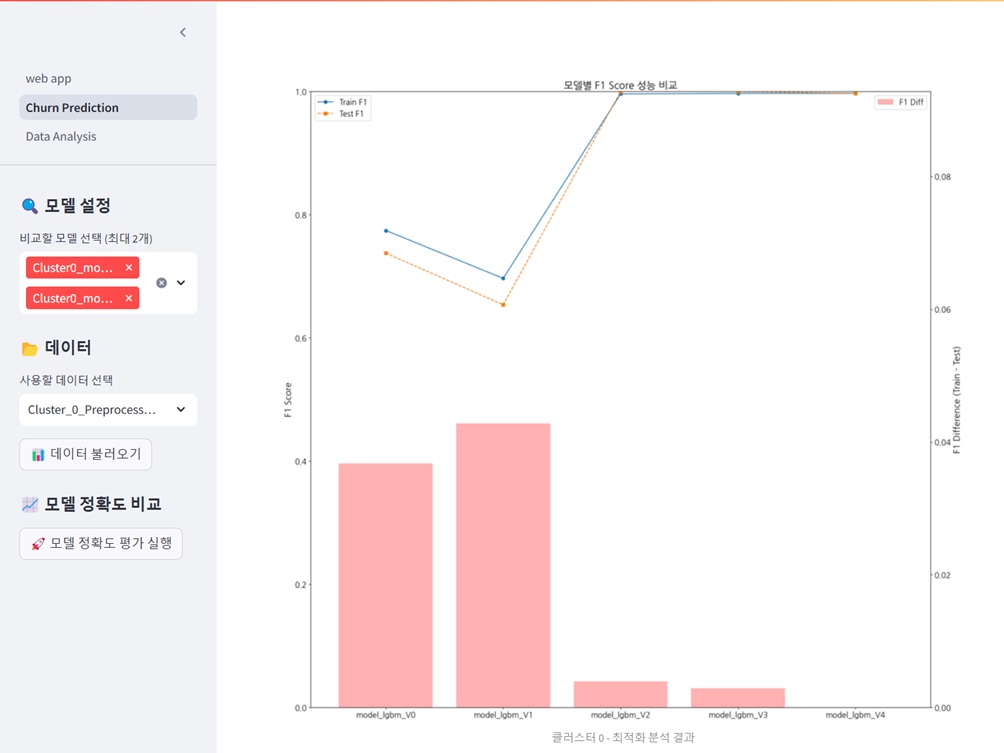 web app
Churn Prediction
Data Analysis
🔍 모델 설정
비교할 모델 선택 (최대 2개)
Cluster0_mo... ×
Cluster0_mo... ×
📂 데이터
사용할 데이터 선택
Cluster_0_Preprocess...
📊 데이터 불러오기
📈 모델 정확도 비교
🚀 모델 정확도 평가 실행
모델별 F1 Score 성능 비교
Train F1
Test F1
F1 Diff
1.0
0.8
0.6
0.4
0.2
0.0
F1 Score
0.08
0.06
0.04
0.02
0.00
F1 Difference (Train - Test)
model_lgbm_V0
model_lgbm_V1
model_lgbm_V2
model_lgbm_V3
model_lgbm_V4
클러스터 0 - 최적화 분석 결과